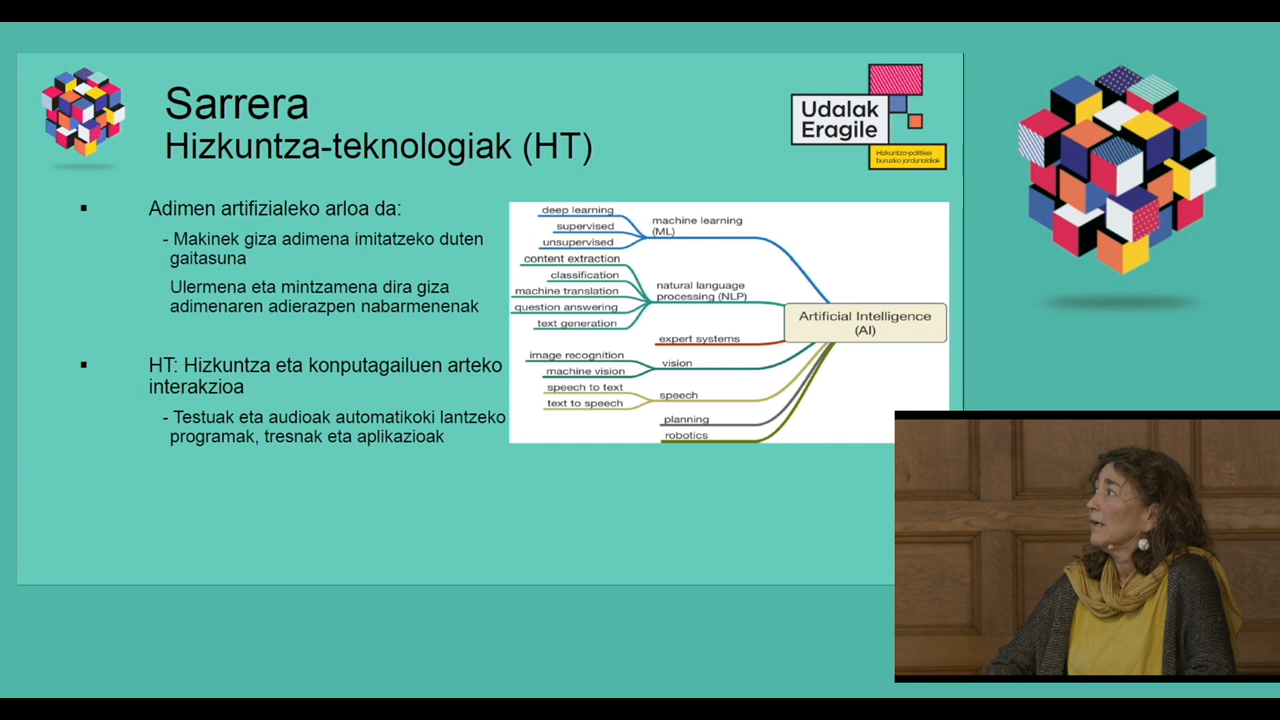 Sarrera
Hizkuntza-teknologiak (HT)
Udalak
Eragile
Hizkuntza-politikei
buruzko jardunaldiak
▪ Adimen artifizialeko arloa da:
- Makinek giza adimena imitatzeko duten
gaitasuna
Ulermena eta mintzamena dira giza
adimenaren adierazpen nabarmenenak
▪ HT: Hizkuntza eta konputagailuen arteko
interakzioa
- Testuak eta audioak automatikoki lantzeko
programak, tresnak eta aplikazioak
deep learning
supervised
unsupervised
machine learning
(ML)
content extraction
classification
machine translation
question answering
text generation
natural language
processing (NLP)
expert systems
image recognition
machine vision
vision
speech to text
text to speech
speech
planning
robotics
Artificial Intelligence
(AI)